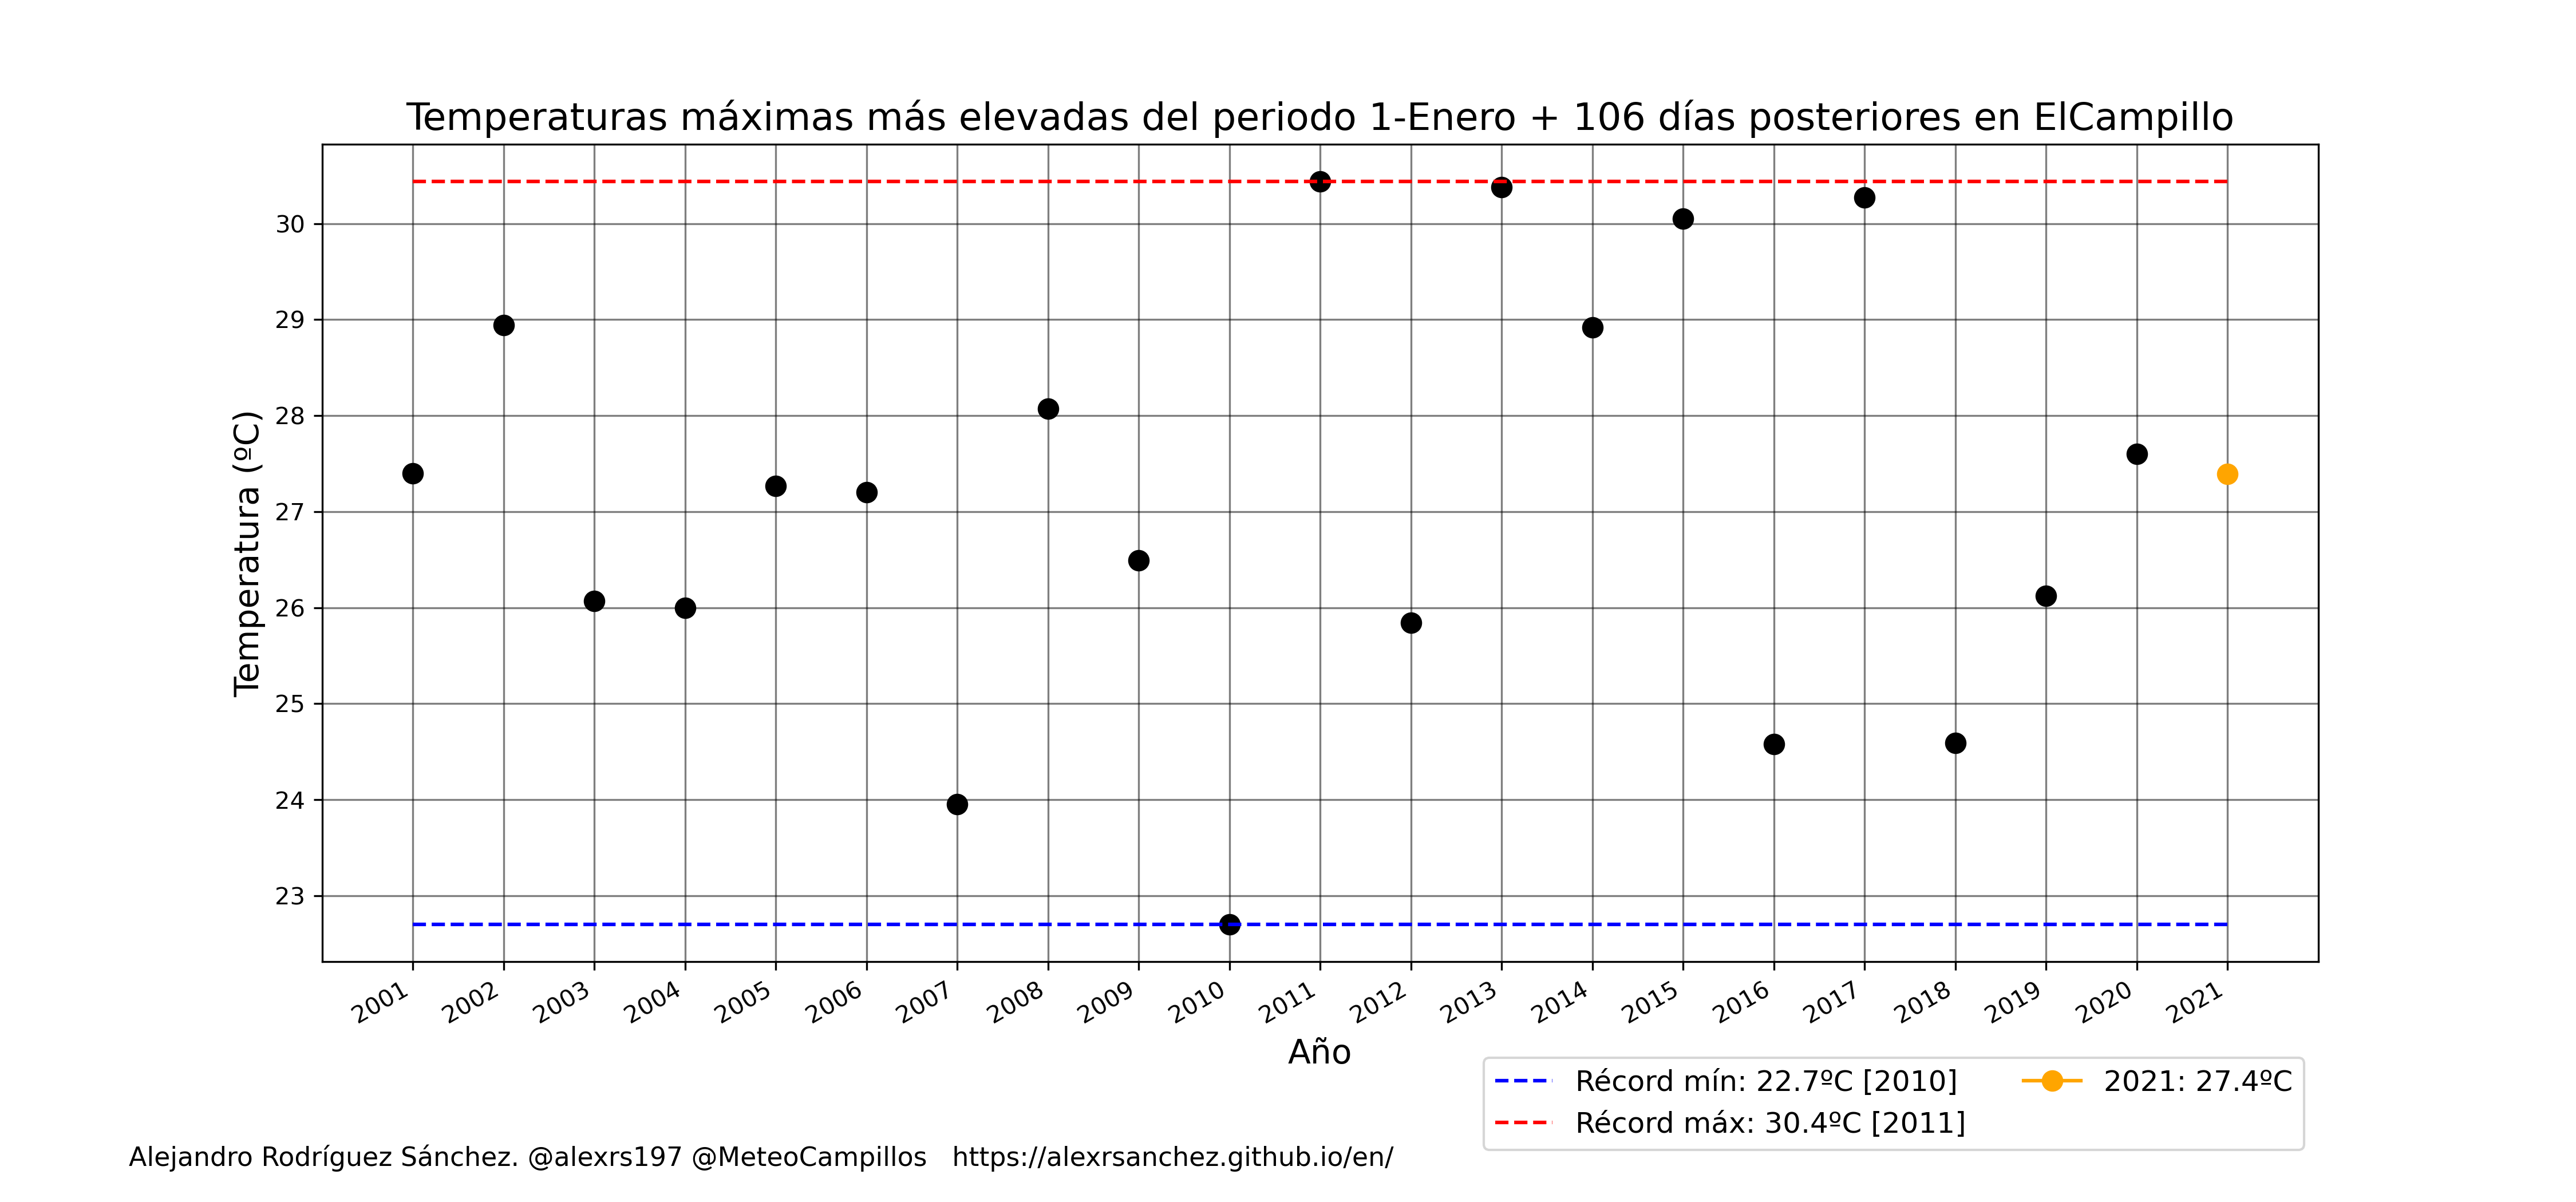 Temperaturas máximas más elevadas del periodo 1-Enero + 106 días posteriores en ElCampillo
Temperatura (ºC)
30
29
28
27
26
25
24
23
2001 2002 2003 2004 2005 2006 2007 2008 2009 2010 2011 2012 2013 2014 2015 2016 2017 2018 2019 2020 2021
Año
Récord mín: 22.7ºC [2010]
Récord máx: 30.4ºC [2011]
2021: 27.4ºC
Alejandro Rodríguez Sánchez. @alexrs197 @MeteoCampillos https://alexrsanchez.github.io/en/